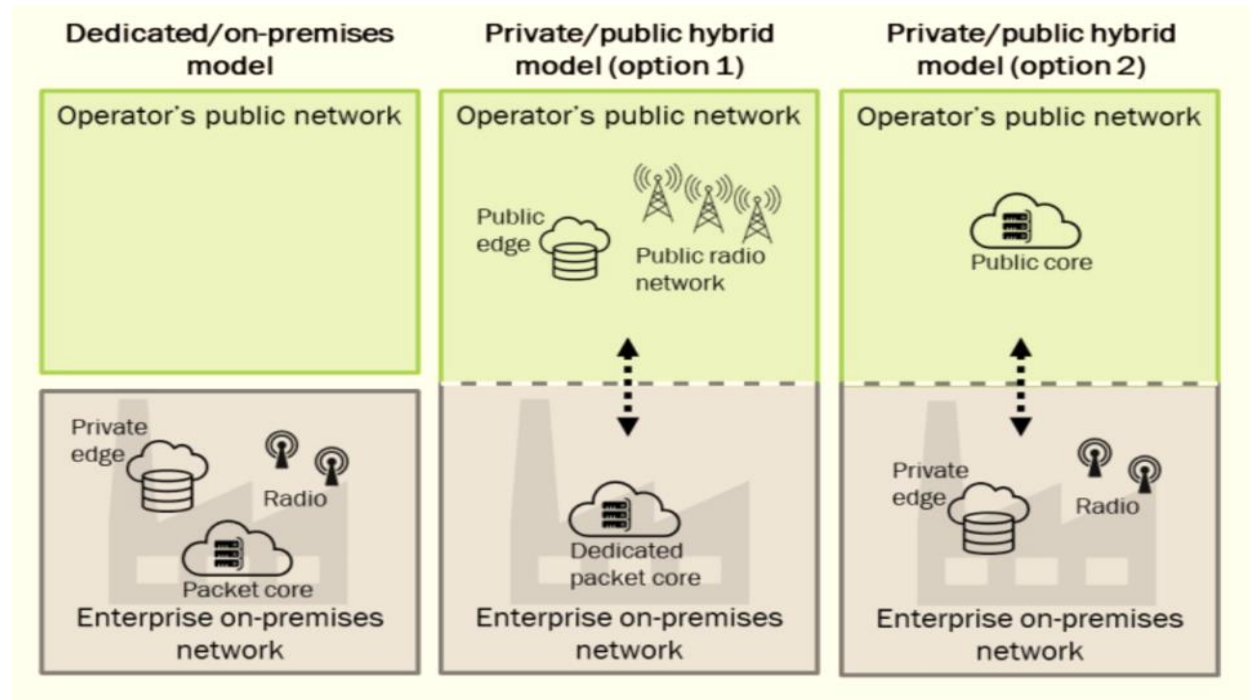 Dedicated/on-premises
model
Operator's public network
Private
edge
Radio
Packet core
Enterprise on-premises
network
Private/public hybrid
model (option 1)
Operator's public network
Public
edge
Public radio
network
Dedicated
packet core
Enterprise on-premises
network
Private/public hybrid
model (option 2)
Operator's public network
Public core
Private
edge
Radio
Enterprise on-premises
network